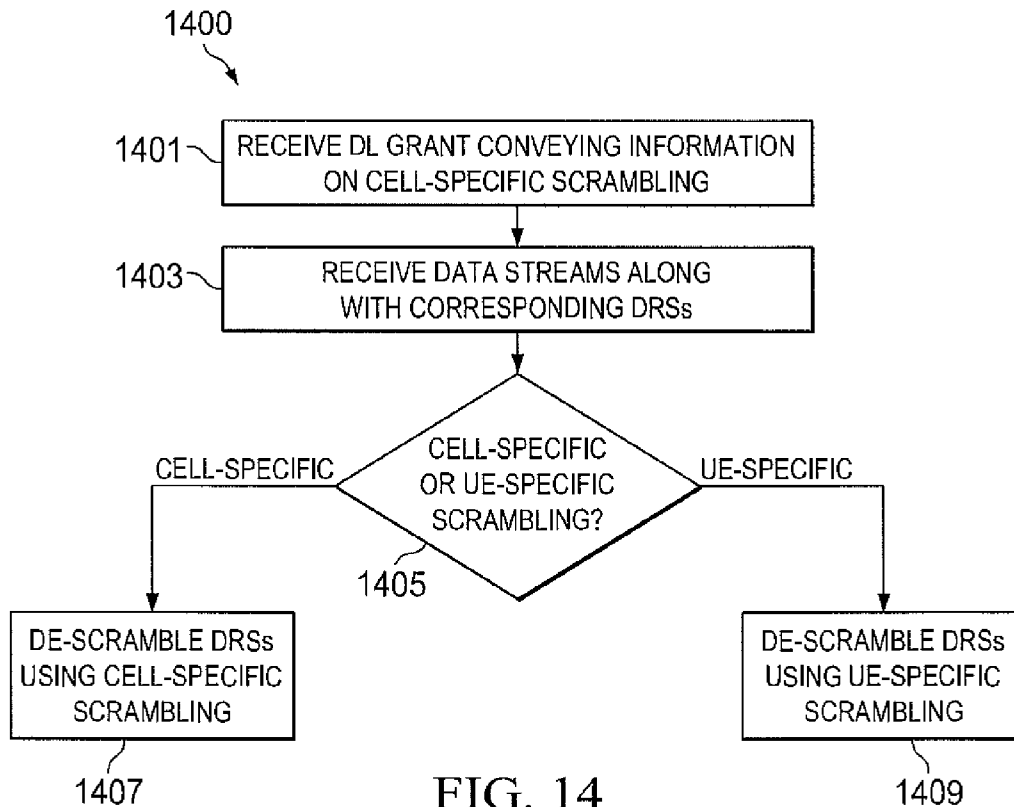 1400
1401
RECEIVE DL GRANT CONVEYING INFORMATION
ON CELL-SPECIFIC SCRAMBLING
1403
RECEIVE DATA STREAMS ALONG
WITH CORRESPONDING DRSs
CELL-SPECIFIC
CELL-SPECIFIC
OR UE-SPECIFIC
SCRAMBLING?
UE-SPECIFIC
1405
DE-SCRAMBLE DRSs
USING CELL-SPECIFIC
SCRAMBLING
DE-SCRAMBLE DRSs
USING UE-SPECIFIC
SCRAMBLING
1407
FIG. 14
1409